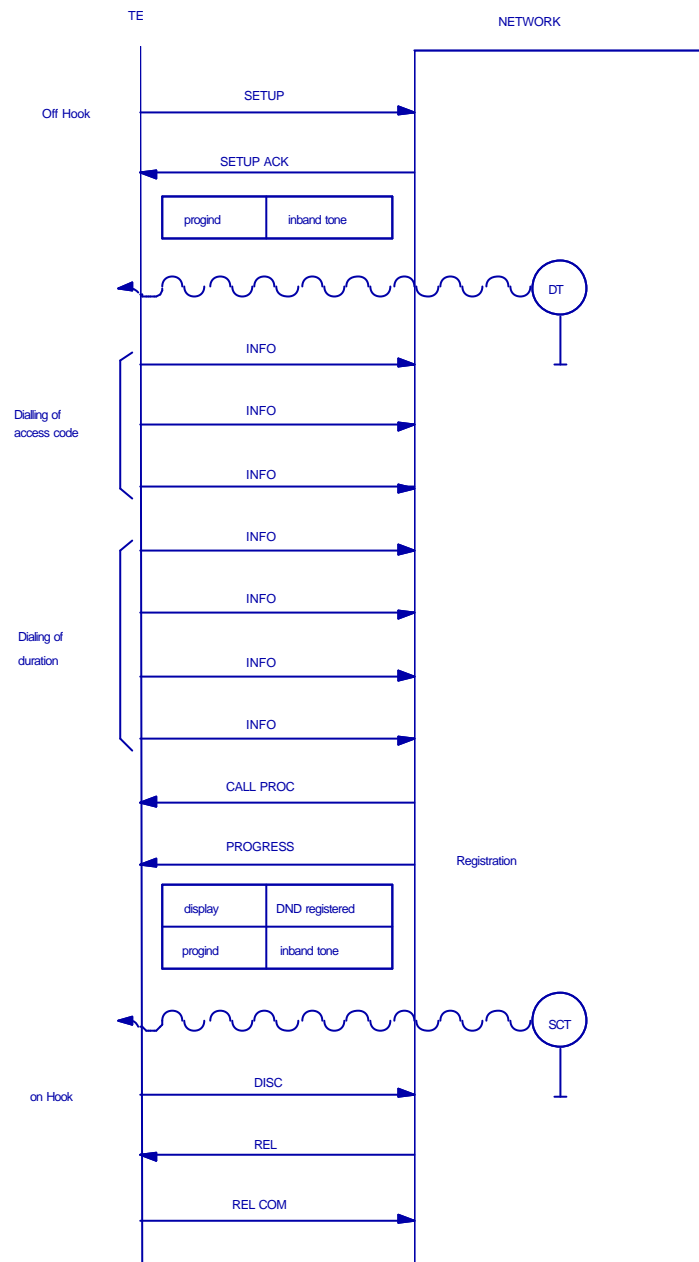 TE
NETWORK
SETUP
Off Hook
SETUP ACK
progind inband tone
DT
INFO
INFO
Dialling of
access code
INFO
INFO
INFO
Dialing of
duration
INFO
INFO
CALL PROC
PROGRESS
Registration
display DND registered
progind inband tone
SCT
DISC
on Hook
REL
REL COM